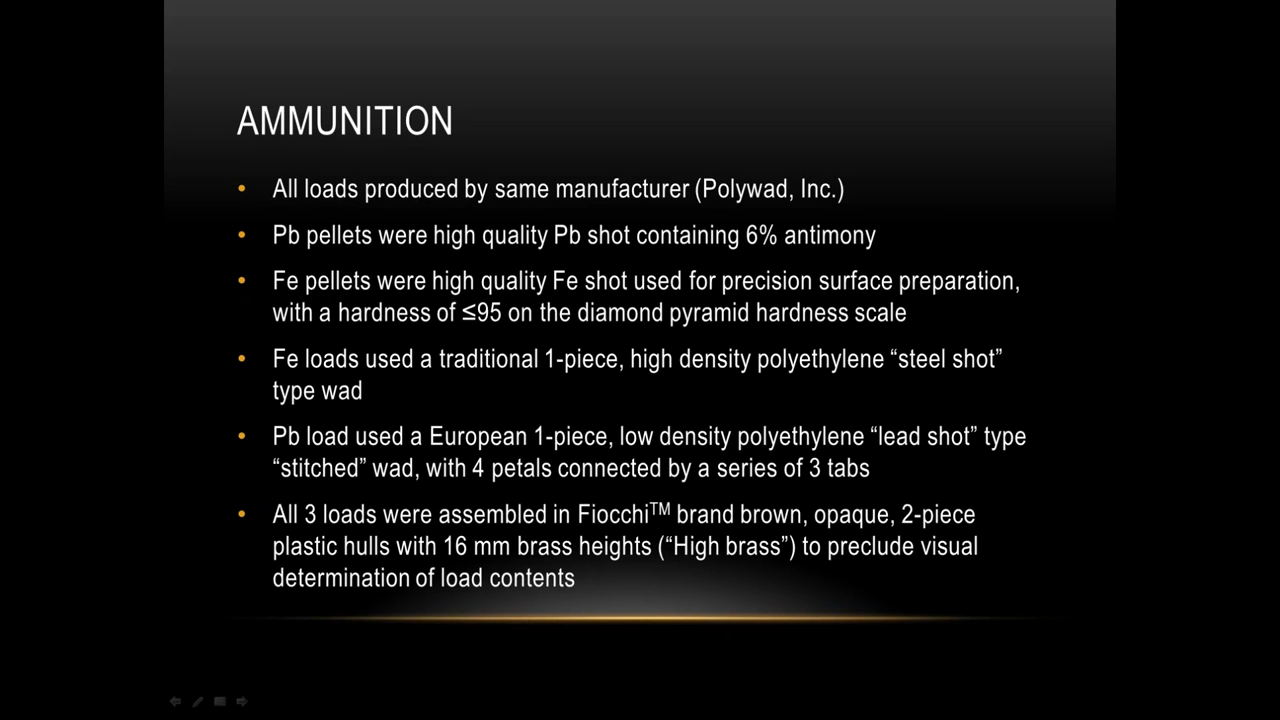 AMMUNITION
• All loads produced by same manufacturer (Polywad, Inc.)
• Pb pellets were high quality Pb shot containing 6% antimony
• Fe pellets were high quality Fe shot used for precision surface preparation,
with a hardness of ≤95 on the diamond pyramid hardness scale
• Fe loads used a traditional 1-piece, high density polyethylene “steel shot”
type wad
• Pb load used a European 1-piece, low density polyethylene “lead shot” type
“stitched” wad, with 4 petals connected by a series of 3 tabs
• All 3 loads were assembled in Fiocchi™ brand brown, opaque, 2-piece
plastic hulls with 16 mm brass heights (“High brass”) to preclude visual
determination of load contents